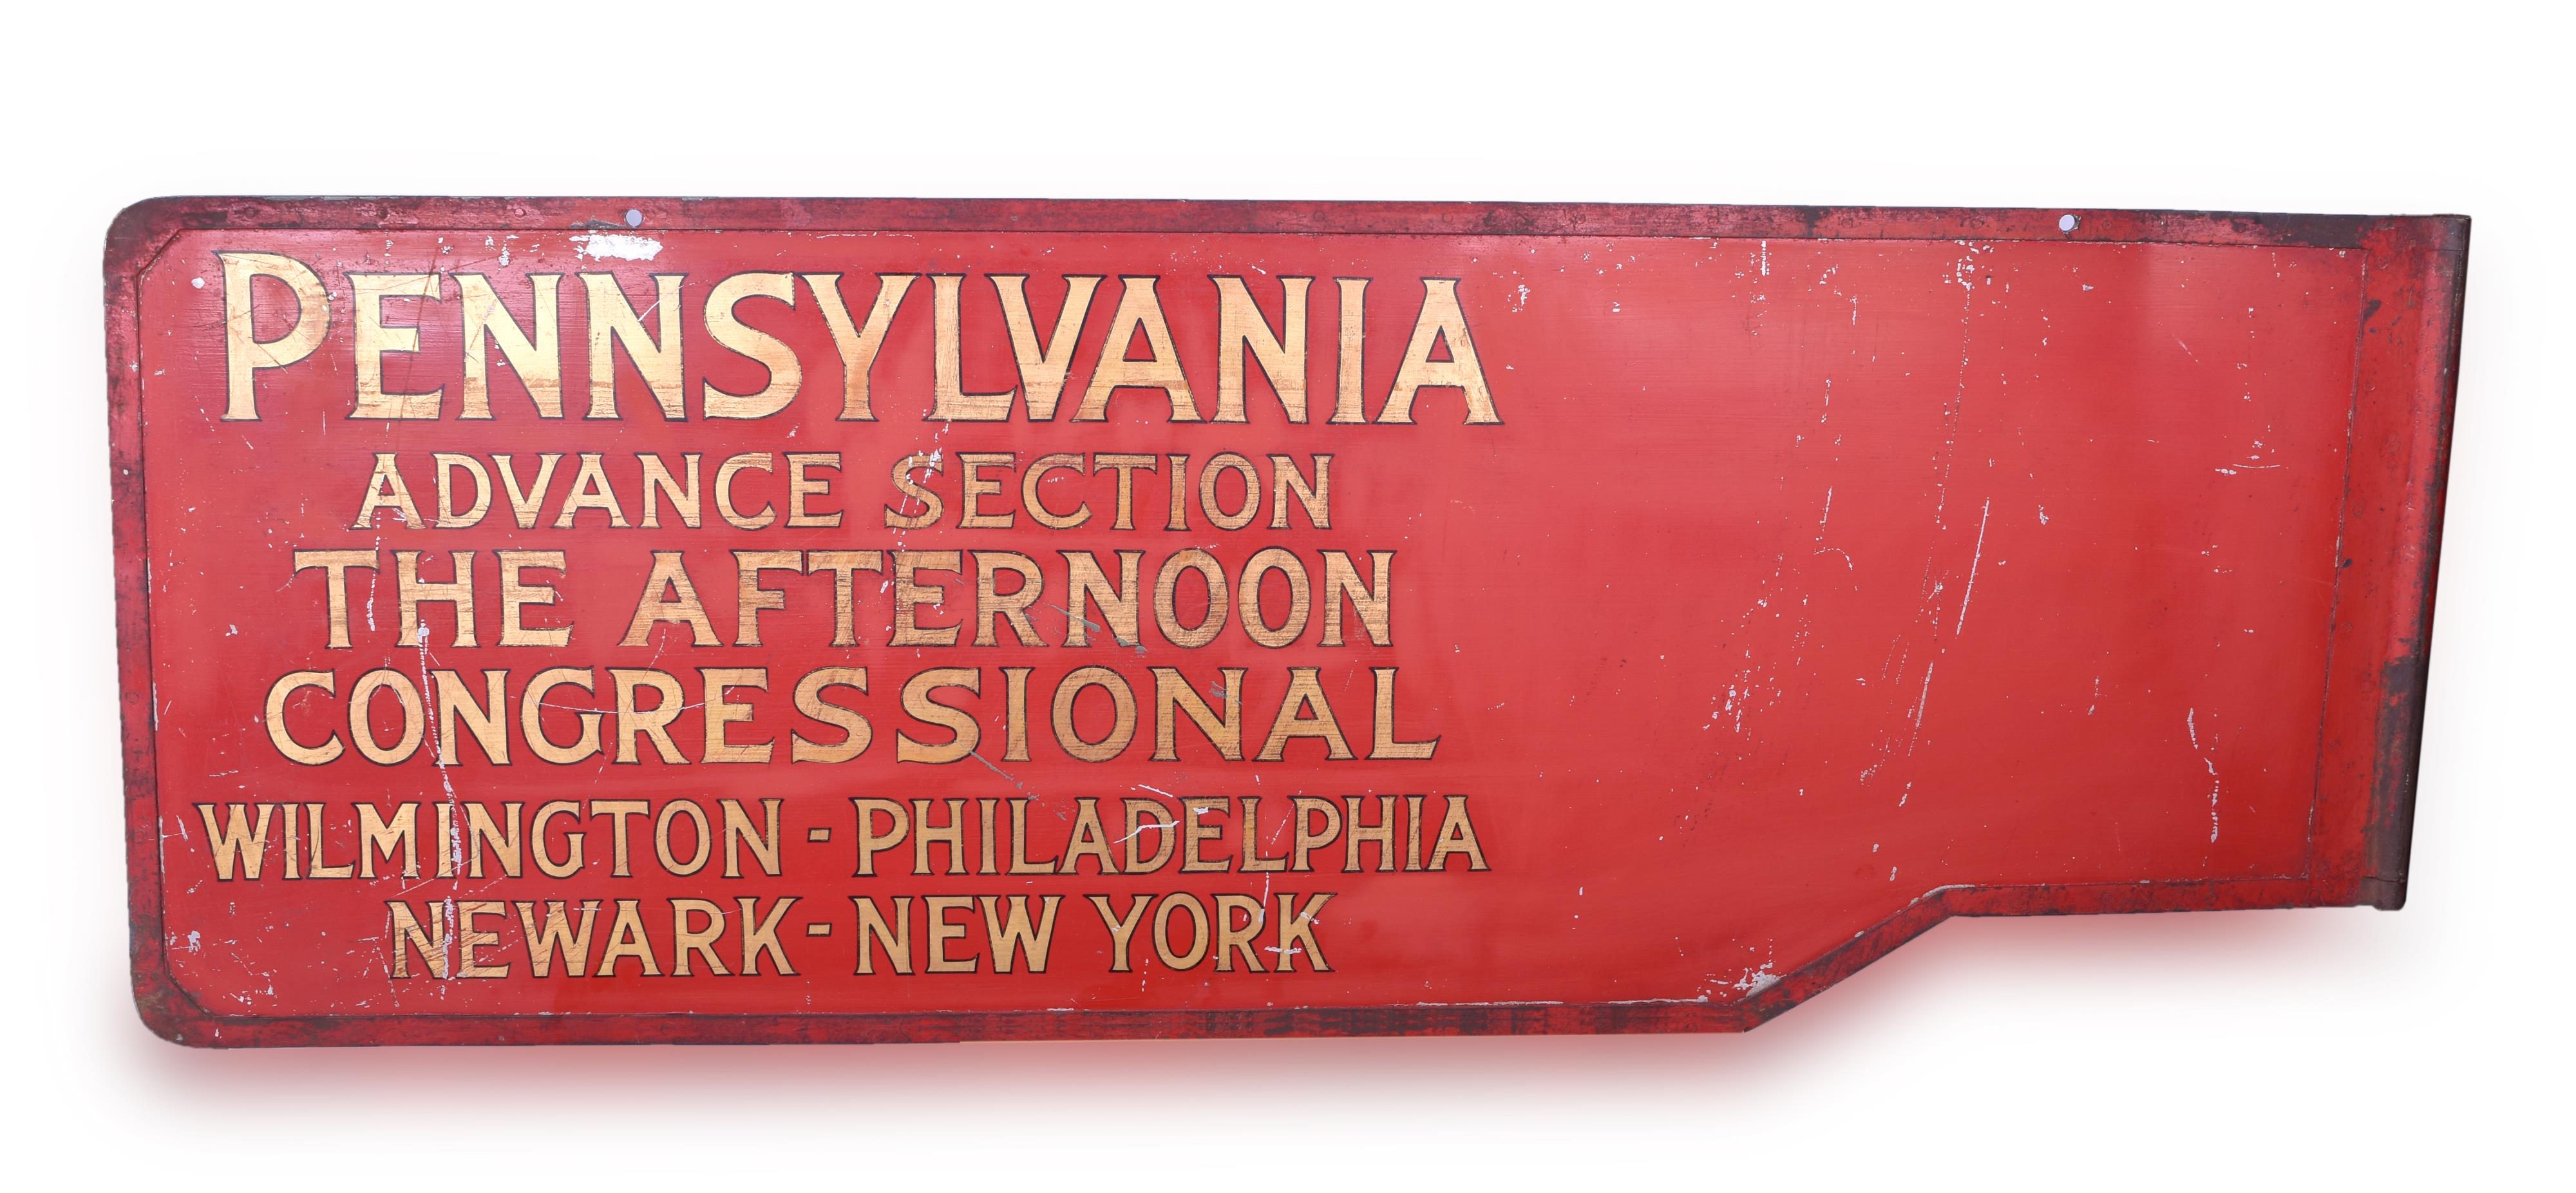 PENNSYLVANIA
ADVANCE SECTION
THE AFTERNOON
CONGRESSIONAL
WILMINGTON - PHILADELPHIA
NEWARK - NEW YORK